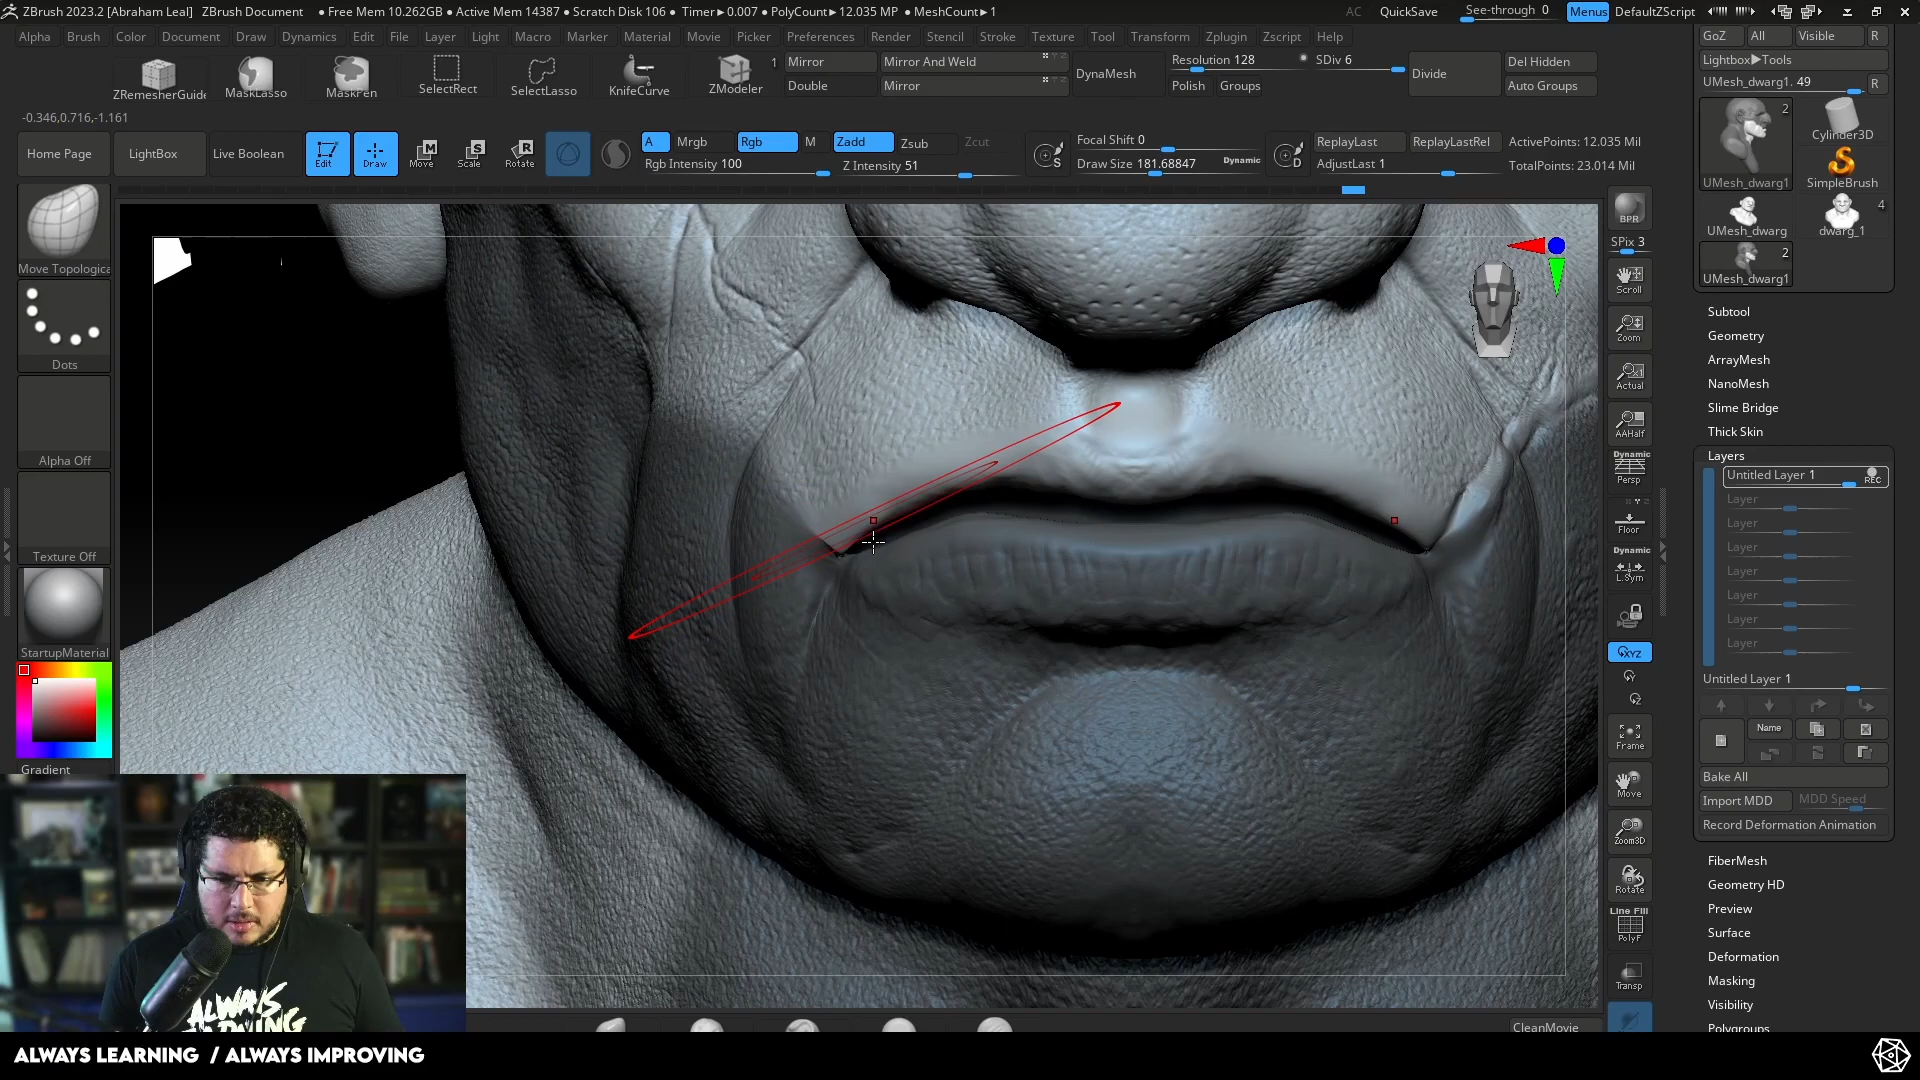 ZBrush 2023.2 [Abraham Leal] ZBrush Document ● Free Mem 10.262GB ● Active Mem 14387 ● Scratch Disk 106 ● Timer►0.007 ● PolyCount►12.035 MP ● MeshCount►1 AC QuickSave See-through 0 Menus DefaultZScript
Alpha Brush Color Document Draw Dynamics Edit File Layer Light Macro Marker Material Movie Picker Preferences Render Stencil Stroke Texture Tool Transform Zplugin Zscript Help
GoZ All Visible R
Lightbox►Tools
UMesh_dwarg1. 49 R
ZRemesherGuide MaskLasso MaskPen SelectRect SelectLasso KnifeCurve ZModeler 1
Mirror Mirror And Weld
Double Mirror
DynaMesh
Resolution 128
Polish Groups
SDiv 6
Divide
Del Hidden
Auto Groups
-0.346,0.716,-1.161
Home Page LightBox Live Boolean Edit Draw Move Scale Rotate
A Mrgb Rgb M Zadd Zsub Zcut
Rgb Intensity 100 Z Intensity 51
S
Focal Shift 0
Draw Size 181.68847 Dynamic
D
ReplayLast ReplayLastRel
AdjustLast 1
ActivePoints: 12.035 Mil
TotalPoints: 23.014 Mil
Move Topologica
Dots
Alpha Off
Texture Off
StartupMaterial
Gradient
BPR
SPix 3
Scroll
Zoom
Actual
AAHalf
Dynamic
Persp
Floor
Dynamic
L.Sym
XYZ
Frame
Move
Zoom3D
Rotate
Line Fill
PolyF
Transp
2
Cylinder3D
UMesh_dwarg1 SimpleBrush
4
UMesh_dwarg dwarg_1
2
UMesh_dwarg1
Subtool
Geometry
ArrayMesh
NanoMesh
Slime Bridge
Thick Skin
Layers
Untitled Layer 1 REC
Layer
Layer
Layer
Layer
Layer
Layer
Layer
Untitled Layer 1
Name
Bake All
Import MDD MDD Speed
Record Deformation Animation
FiberMesh
Geometry HD
Preview
Surface
Deformation
Masking
Visibility
Polygroups
CleanMovie
ALWAYS
ALWAYS LEARNING / ALWAYS IMPROVING